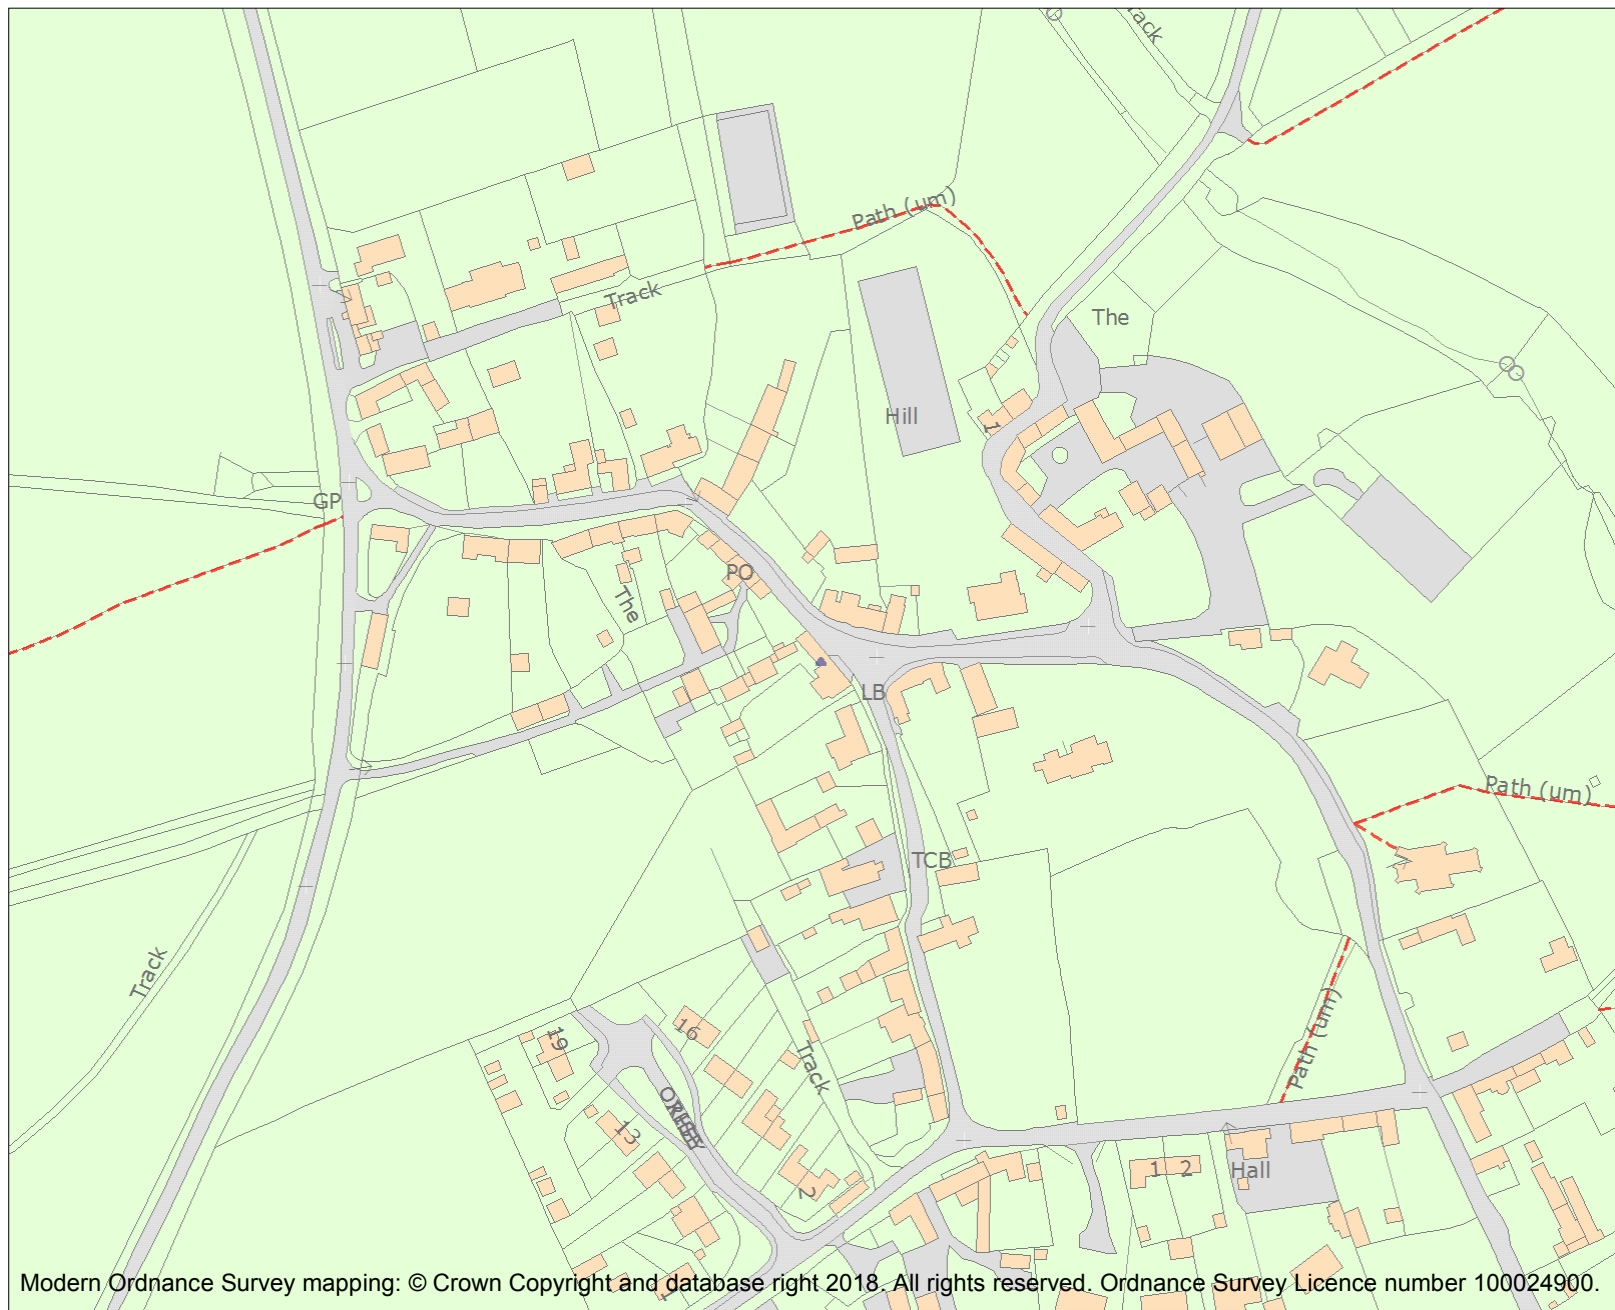 Track
Path (um)
Track
The
Hill
1
GP
PO
The
LB
Path (um)
TCB
Track
Path (um)
19
16
Track
13
2
1 2
Hall
1
Modern Ordnance Survey mapping: © Crown Copyright and database right 2018. All rights reserved. Ordnance Survey Licence number 100024900.